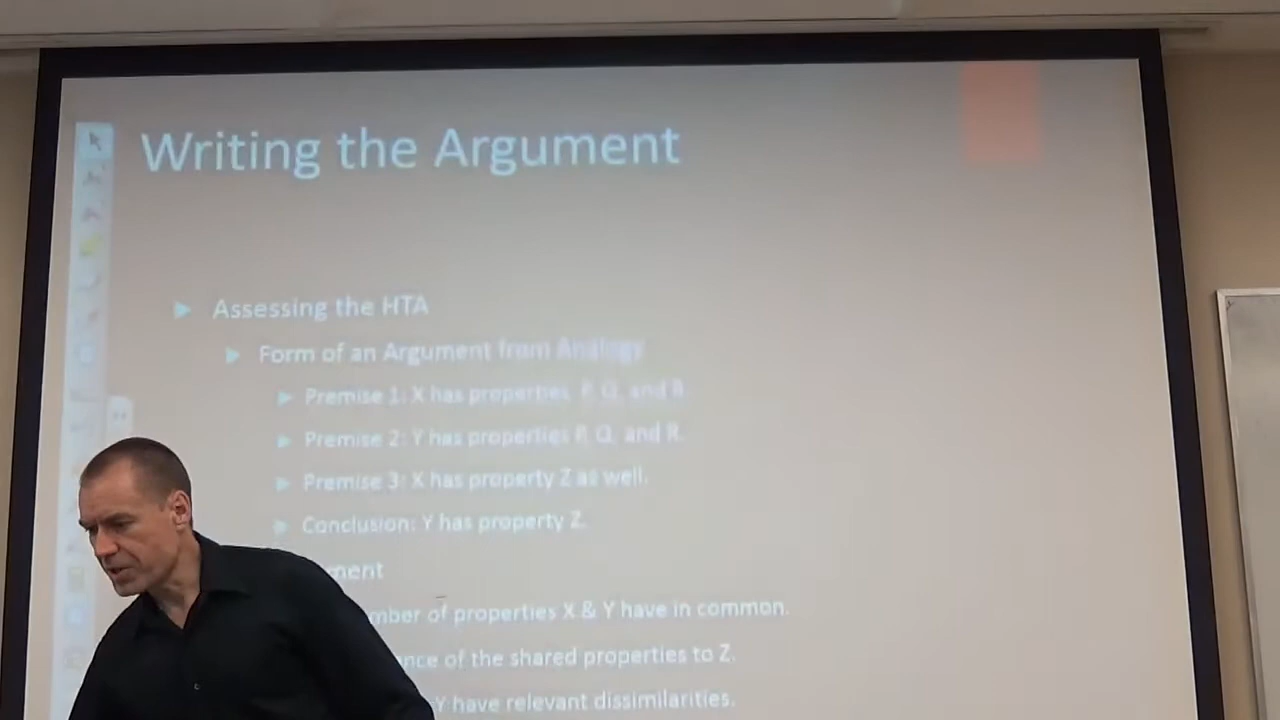 Writing the Argument
Assessing the HTA
Form of an Argument from Analogy
Premise 1: X has properties P, Q, and R.
Premise 2: Y has properties P, Q, and R.
Premise 3: X has property Z as well.
Conclusion: Y has property Z.
ment
mber of properties X & Y have in common.
nce of the shared properties to Z.
Y have relevant dissimilarities.